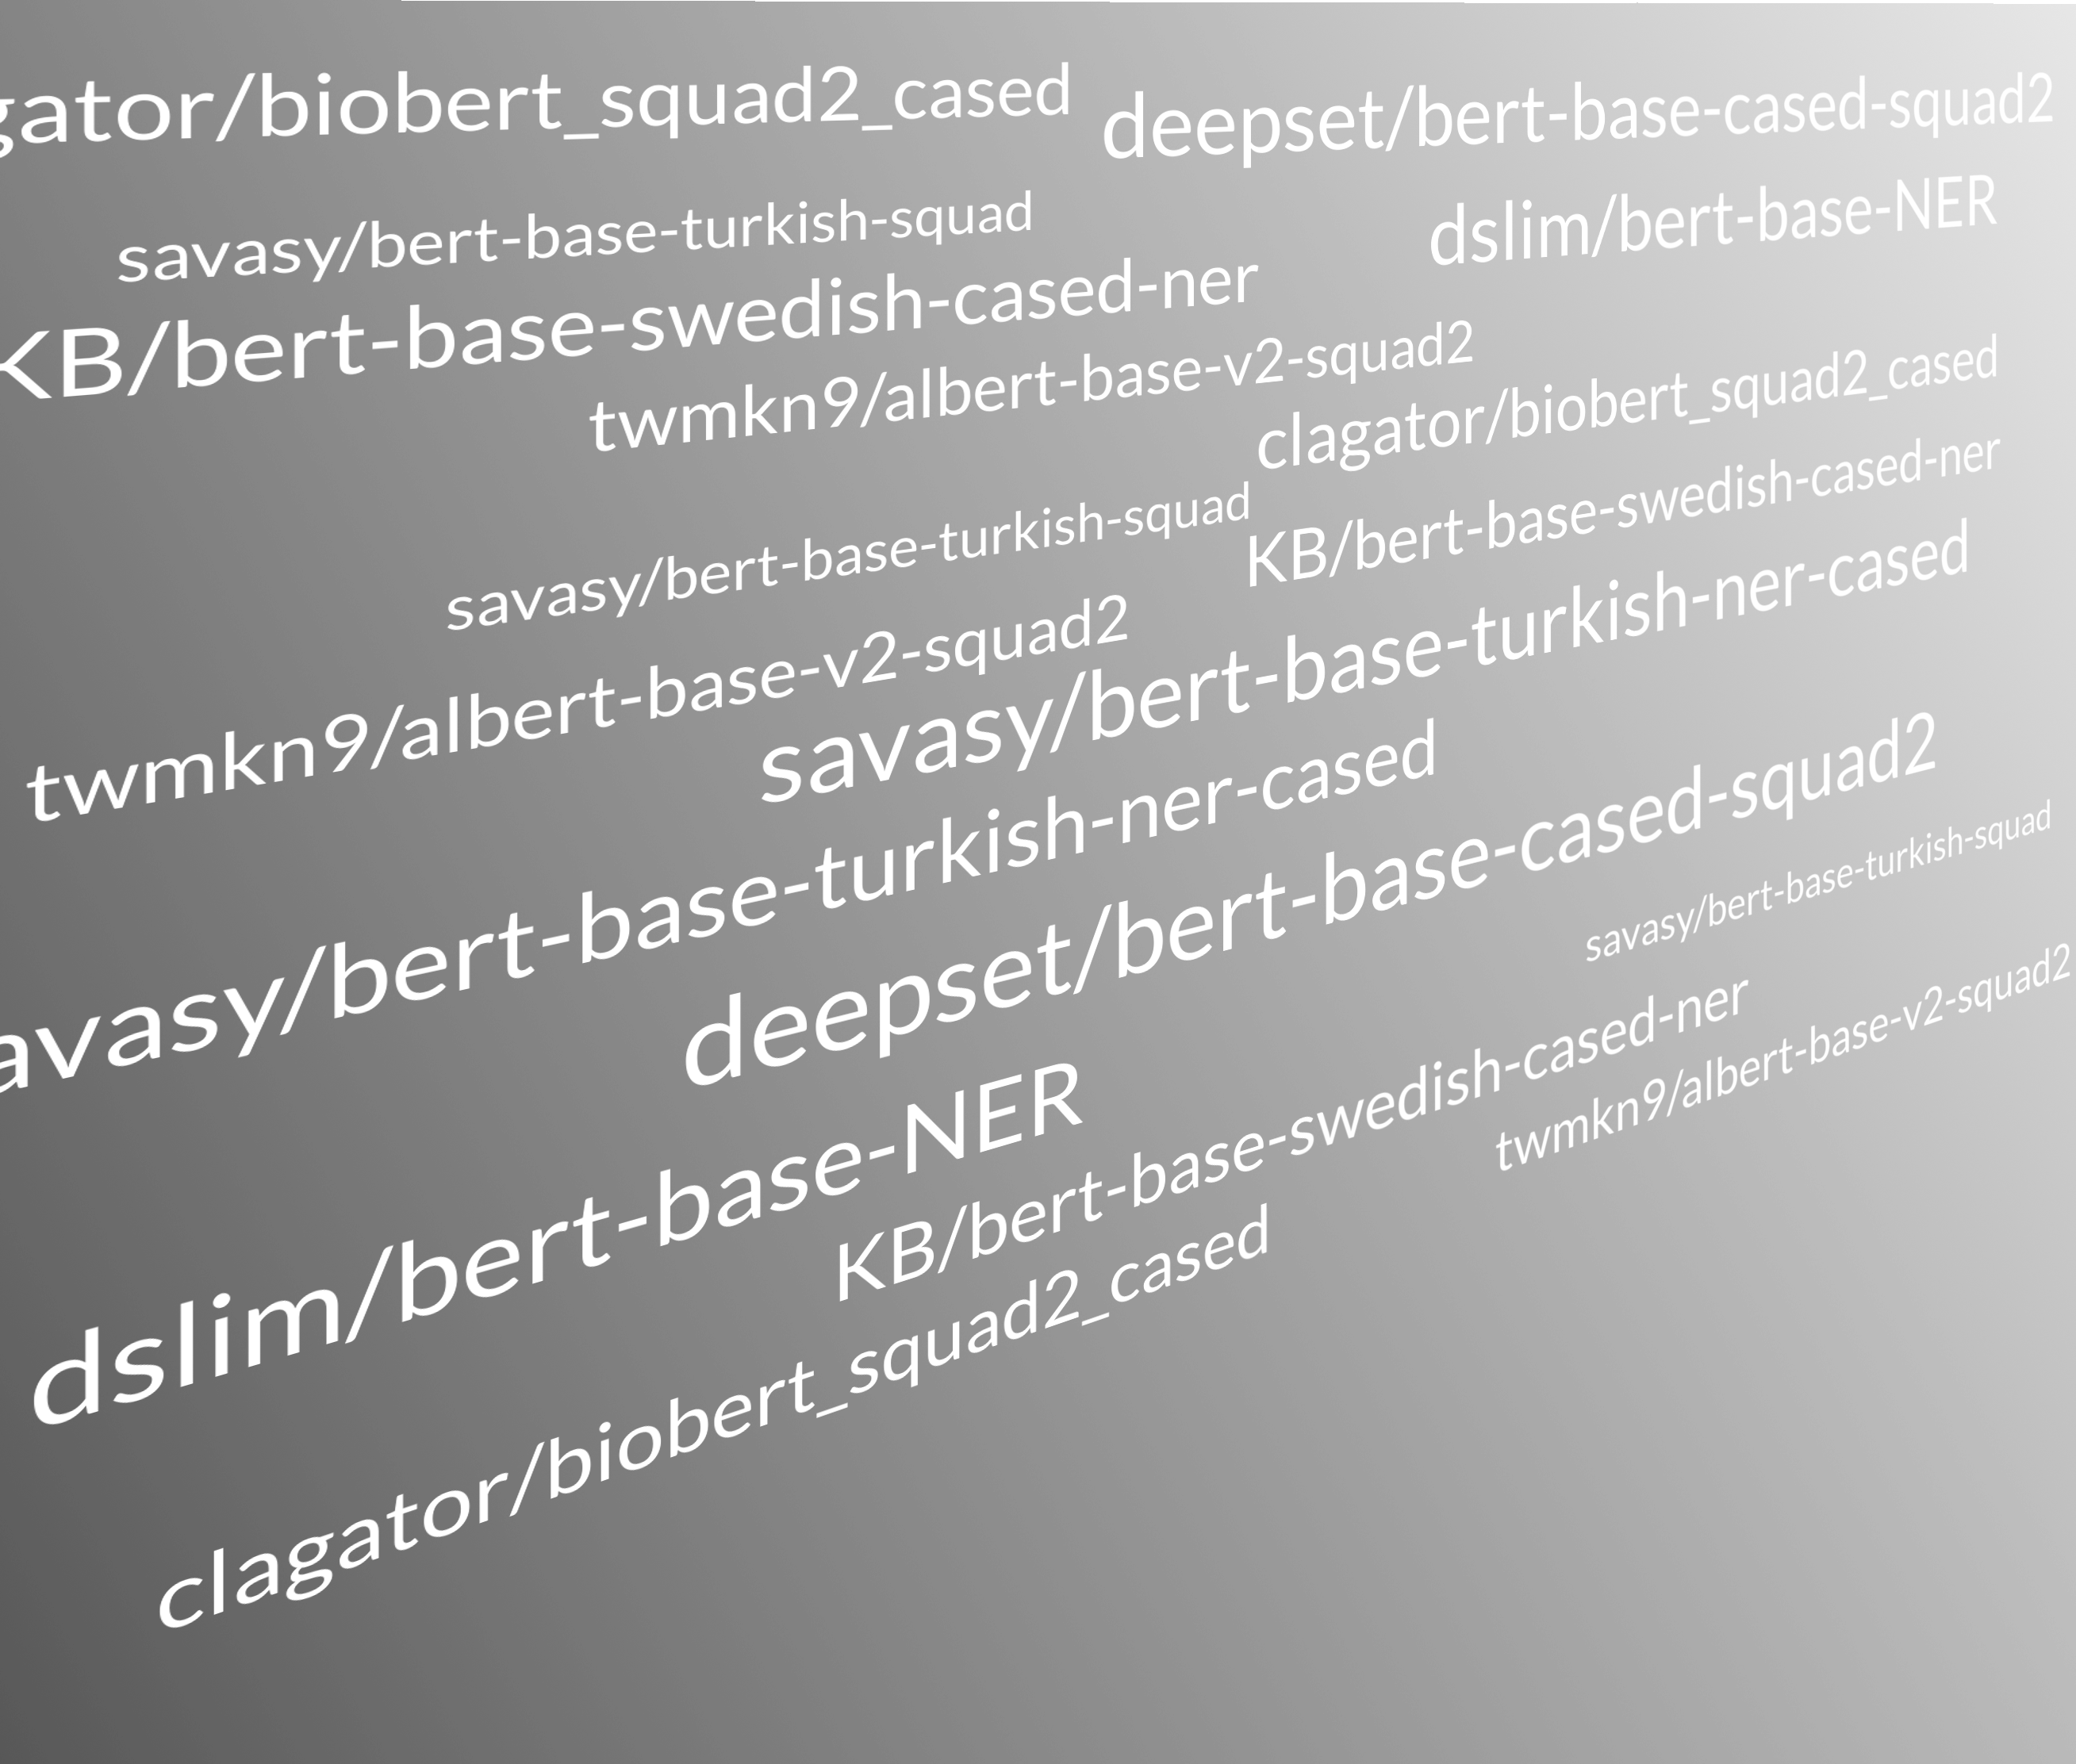 gator/biobert_squad2_cased
deepset/bert-base-cased-squad2
savasy/bert-base-turkish-squad
dslim/bert-base-NER
KB/bert-base-swedish-cased-ner
twmkn9/albert-base-v2-squad2
clagator/biobert_squad2_cased
savasy/bert-base-turkish-squad
KB/bert-base-swedish-cased-ner
twmkn9/albert-base-v2-squad2
savasy/bert-base-turkish-ner-cased
avasy/bert-base-turkish-ner-cased
deepset/bert-base-cased-squad2
savasy/bert-base-turkish-squad
dslim/bert-base-NER
KB/bert-base-swedish-cased-ner
twmkn9/albert-base-v2-squad2
clagator/biobert_squad2_cased